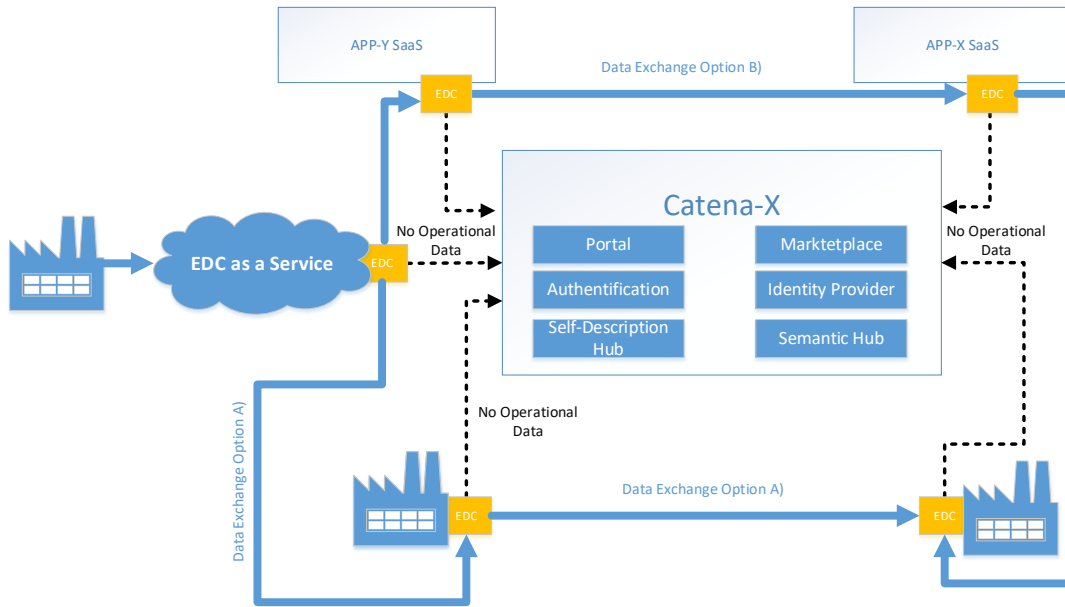 APP-Y SaaS
APP-X SaaS
Data Exchange Option B)
EDC
EDC
Catena-X
No Operational
Data
Portal
Marktetplace
No Operational
Data
EDC as a Service
EDC
Authentification
Identity Provider
Self-Description
Hub
Semantic Hub
Data Exchange Option A)
No Operational
Data
Data Exchange Option A)
EDC
EDC